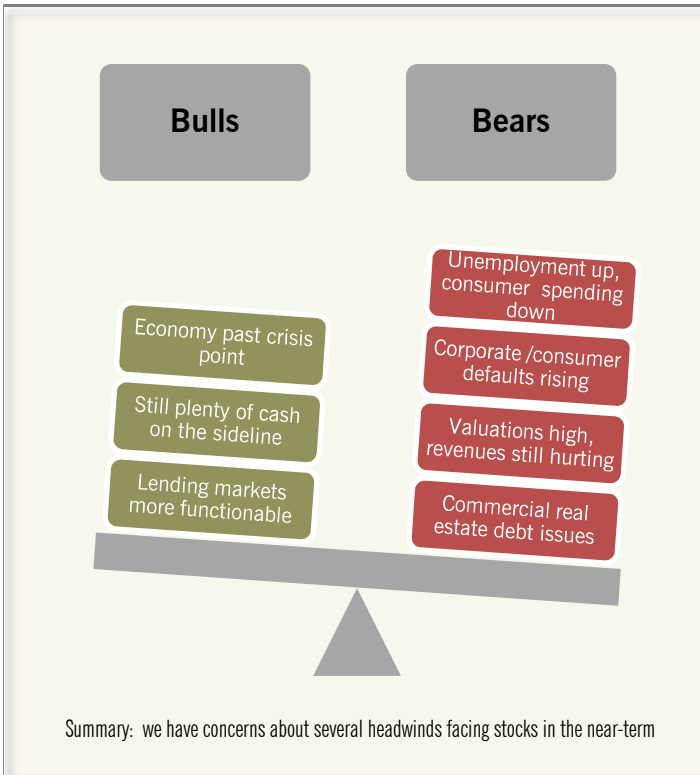 Bulls
Bears
Economy past crisis
point
Still plenty of cash
on the sideline
Lending markets
more functionable
Unemployment up,
consumer spending
down
Corporate /consumer
defaults rising
Valuations high,
revenues still hurting
Commercial real
estate debt issues
Summary: we have concerns about several headwinds facing stocks in the near-term